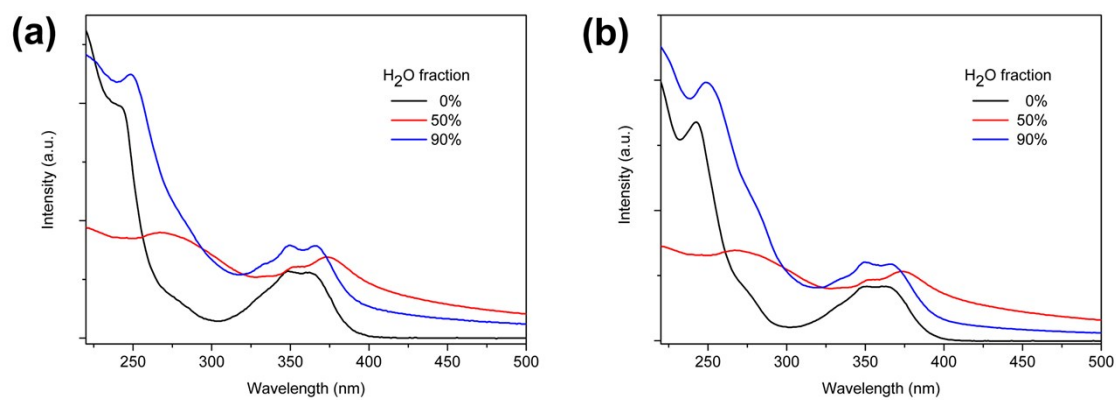 (a)
H₂O fraction
0%
50%
90%
Intensity (a.u.)
250
300
350
400
450
500
Wavelength (nm)
(b)
H₂O fraction
0%
50%
90%
Intensity (a.u.)
250
300
350
400
450
500
Wavelength (nm)